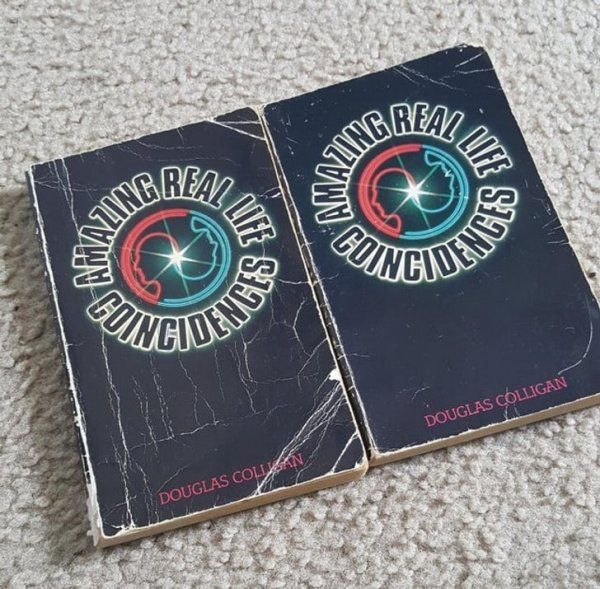 AMAZING REAL LIFE
COINCIDENCES
DOUGLAS COLLIGAN
AMAZING REAL LIFE
COINCIDENCES
DOUGLAS COLLIGAN